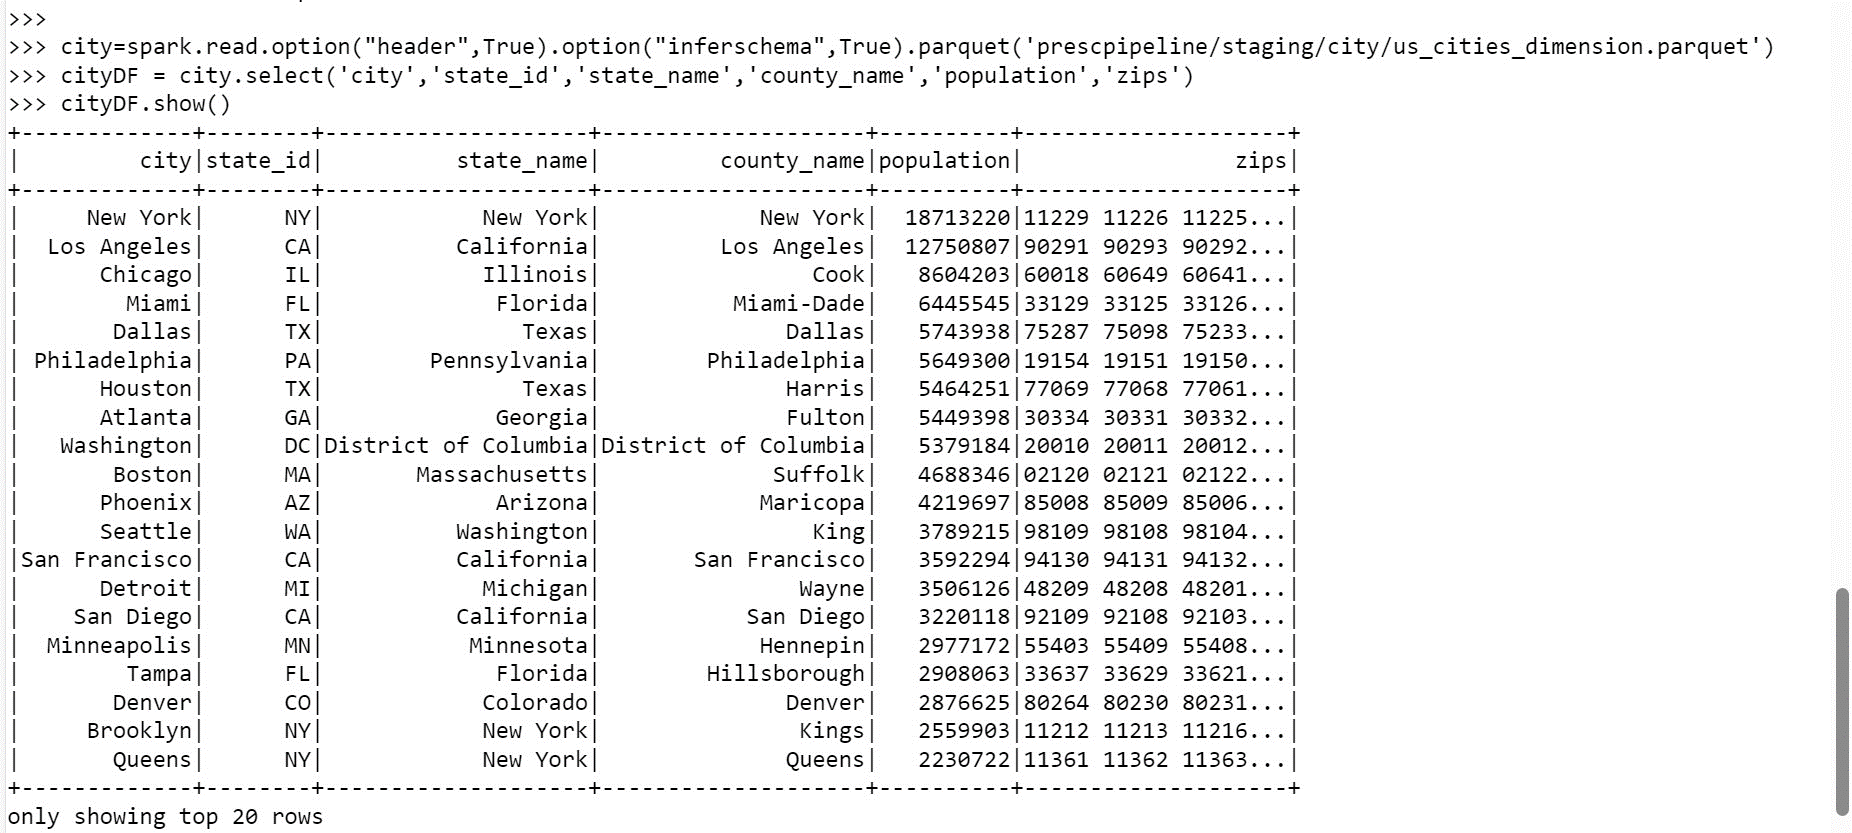 >>>
>>> city=spark.read.option("header",True).option("inferschema",True).parquet('prescpipeline/staging/city/us_cities_dimension.parquet')
>>> cityDF = city.select('city','state_id','state_name','county_name','population','zips')
>>> cityDF.show()
+-------------+--------+--------------------+--------------------+----------+--------------------+
|         city|state_id|          state_name|         county_name|population|                zips|
+-------------+--------+--------------------+--------------------+----------+--------------------+
|     New York|      NY|            New York|            New York|  18713220|11229 11226 11225...|
|  Los Angeles|      CA|          California|         Los Angeles|  12750807|90291 90293 90292...|
|      Chicago|      IL|            Illinois|                Cook|   8604203|60018 60649 60641...|
|        Miami|      FL|             Florida|          Miami-Dade|   6445545|33129 33125 33126...|
|       Dallas|      TX|               Texas|              Dallas|   5743938|75287 75098 75233...|
| Philadelphia|      PA|        Pennsylvania|        Philadelphia|   5649300|19154 19151 19150...|
|      Houston|      TX|               Texas|              Harris|   5464251|77069 77068 77061...|
|      Atlanta|      GA|             Georgia|              Fulton|   5449398|30334 30331 30332...|
|   Washington|      DC|District of Columbia|District of Columbia|   5379184|20010 20011 20012...|
|       Boston|      MA|       Massachusetts|             Suffolk|   4688346|02120 02121 02122...|
|      Phoenix|      AZ|             Arizona|            Maricopa|   4219697|85008 85009 85006...|
|      Seattle|      WA|          Washington|                King|   3789215|98109 98108 98104...|
|San Francisco|      CA|          California|       San Francisco|   3592294|94130 94131 94132...|
|      Detroit|      MI|            Michigan|               Wayne|   3506126|48209 48208 48201...|
|    San Diego|      CA|          California|           San Diego|   3220118|92109 92108 92103...|
|  Minneapolis|      MN|           Minnesota|            Hennepin|   2977172|55403 55409 55408...|
|        Tampa|      FL|             Florida|        Hillsborough|   2908063|33637 33629 33621...|
|       Denver|      CO|            Colorado|              Denver|   2876625|80264 80230 80231...|
|     Brooklyn|      NY|            New York|               Kings|   2559903|11212 11213 11216...|
|       Queens|      NY|            New York|              Queens|   2230722|11361 11362 11363...|
+-------------+--------+--------------------+--------------------+----------+--------------------+
only showing top 20 rows